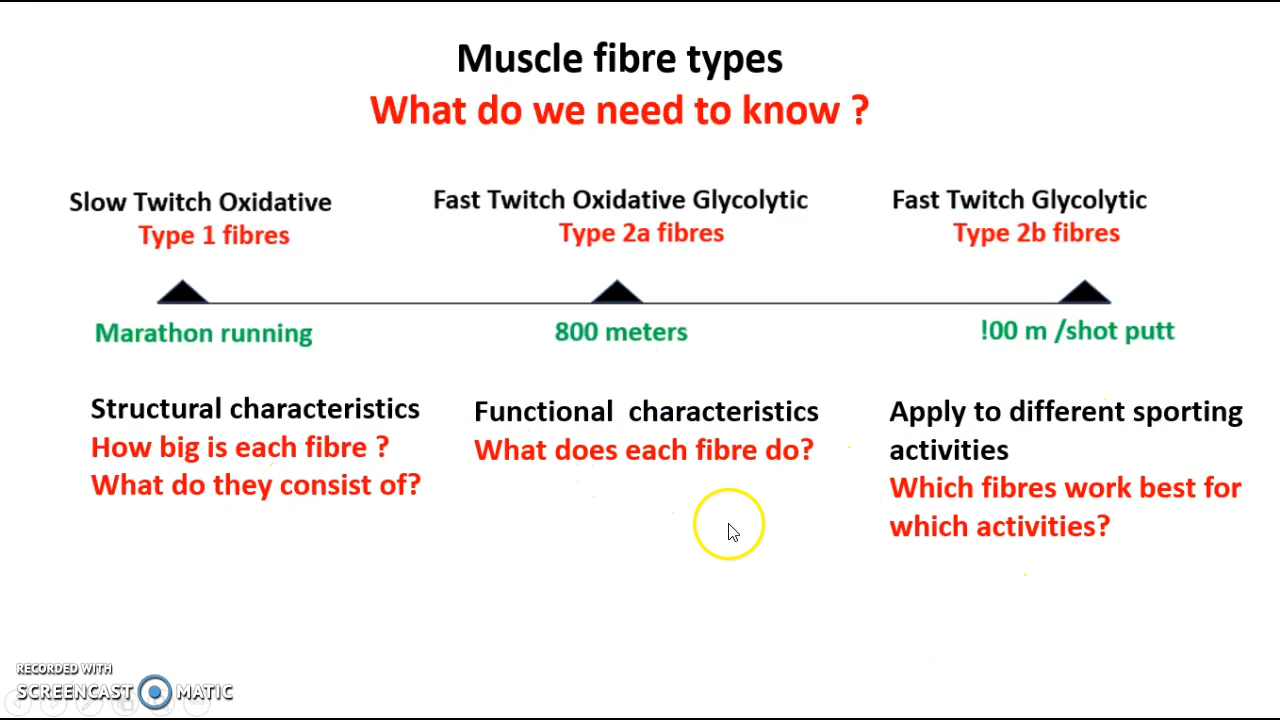 Muscle fibre types
What do we need to know ?
Slow Twitch Oxidative
Type 1 fibres
Fast Twitch Oxidative Glycolytic
Type 2a fibres
Fast Twitch Glycolytic
Type 2b fibres
Marathon running
800 meters
!00 m /shot putt
Structural characteristics
How big is each fibre ?
What do they consist of?
Functional  characteristics
What does each fibre do?
Apply to different sporting
activities
Which fibres work best for
which activities?
RECORDED WITH
SCREENCAST MATIC